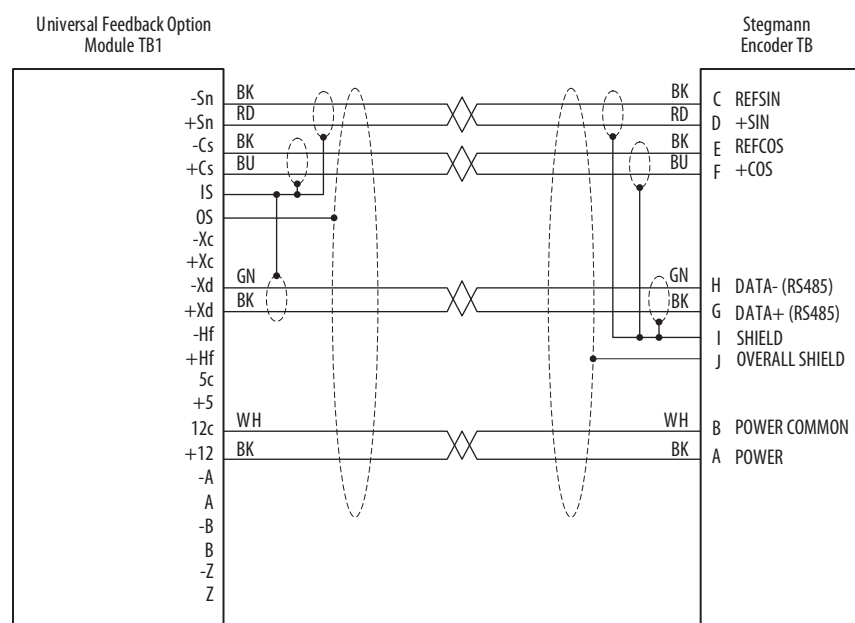 Universal Feedback Option
Module TB1
Stegmann
Encoder TB
-Sn BK BK C REFSIN
+Sn RD RD D +SIN
-Cs BK BK E REFCOS
+Cs BU BU F +COS
IS
OS
-Xc
+Xc
-Xd GN GN H DATA- (RS485)
+Xd BK BK G DATA+ (RS485)
-Hf I SHIELD
+Hf J OVERALL SHIELD
5c
+5
12c WH WH B POWER COMMON
+12 BK BK A POWER
-A
A
-B
B
-Z
Z